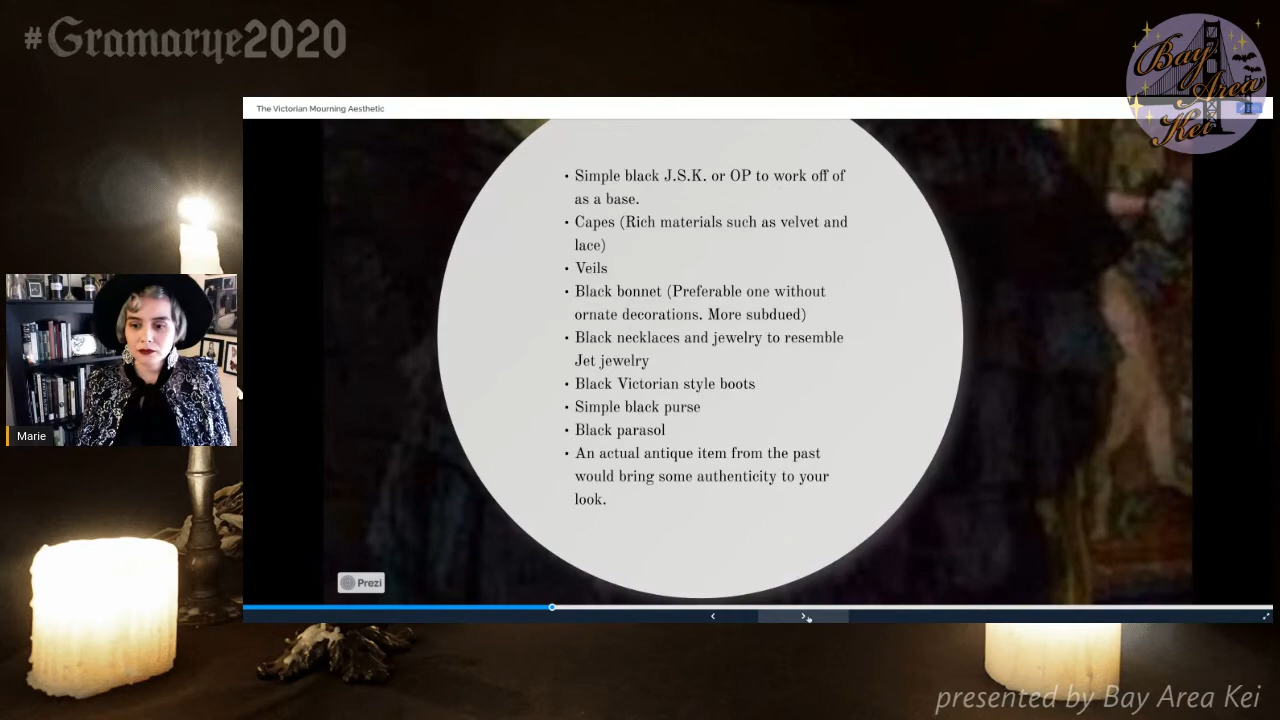 #Gramarye2020
Bay
Area
Kei
The Victorian Mourning Aesthetic
• Simple black J.S.K. or OP to work off of
as a base.
• Capes (Rich materials such as velvet and
lace)
• Veils
• Black bonnet (Preferable one without
ornate decorations. More subdued)
• Black necklaces and jewelry to resemble
Jet jewelry
• Black Victorian style boots
• Simple black purse
• Black parasol
• An actual antique item from the past
would bring some authenticity to your
look.
Marie
Prezi
presented by Bay Area Kei